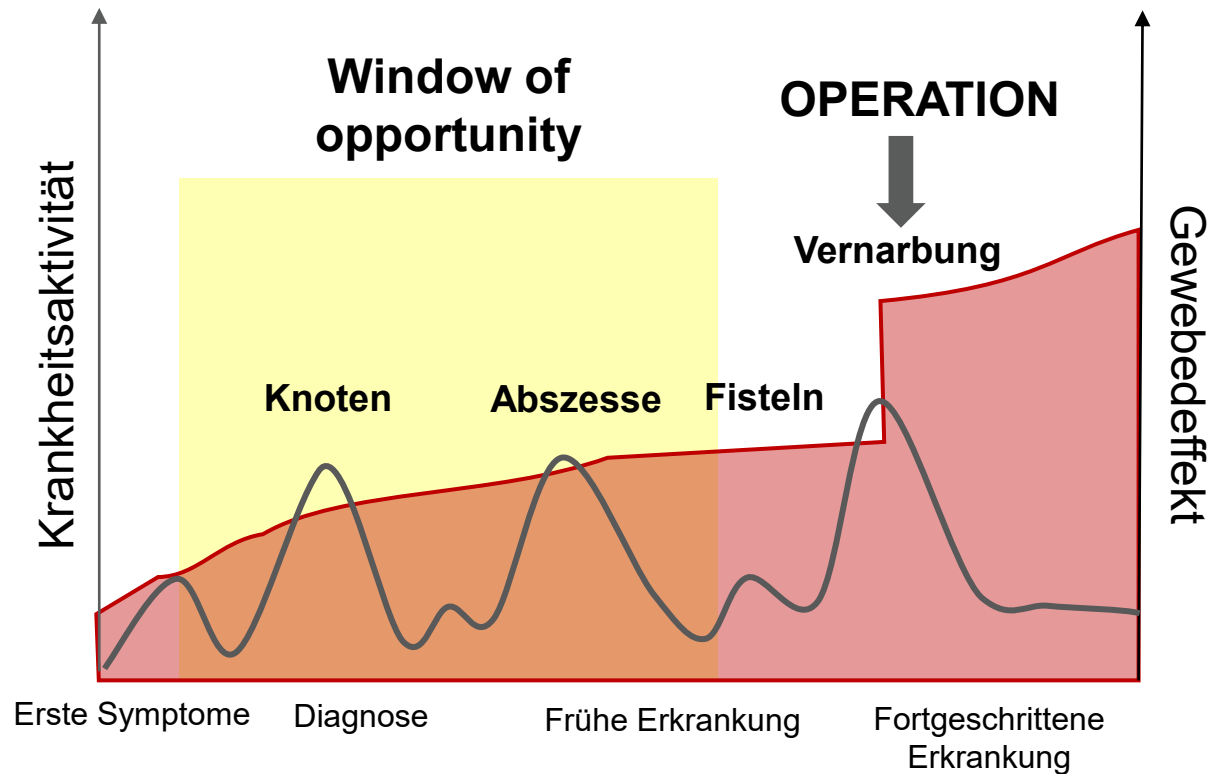 Window of
opportunity
OPERATION
Krankheitsaktivität
Gewebedeffekt
Vernarbung
Knoten
Abszesse
Fisteln
Erste Symptome
Diagnose
Frühe Erkrankung
Fortgeschrittene
Erkrankung